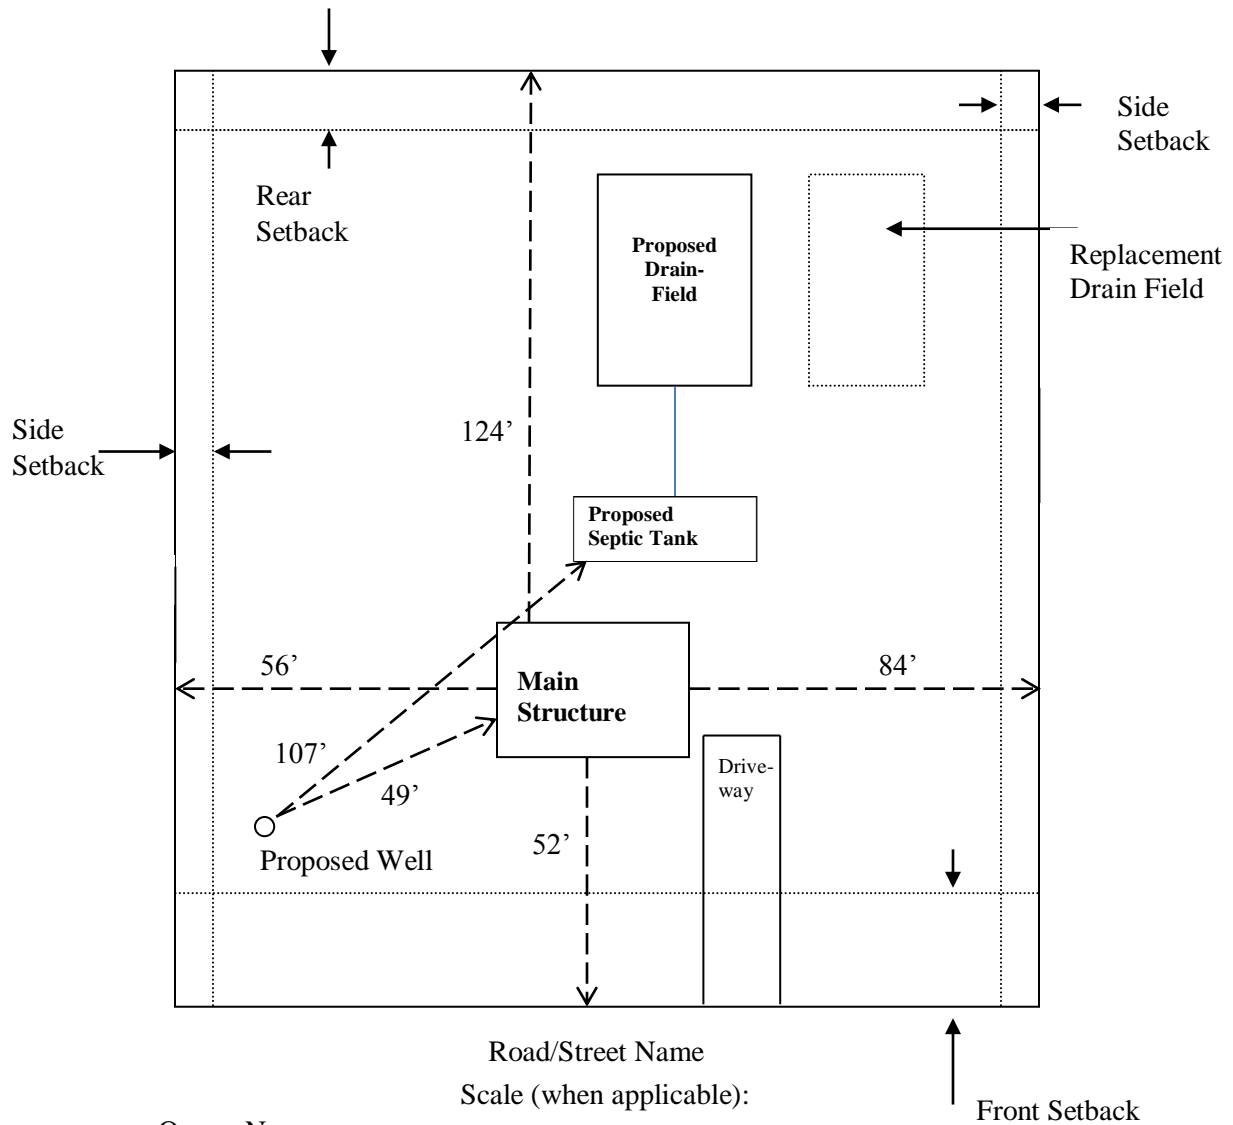 Side
Setback
Rear
Setback
Proposed
Drain-
Field
Replacement
Drain Field
124’
Side
Setback
Proposed
Septic Tank
56’
84’
Main
Structure
107’
49’
Drive-
way
52’
Proposed Well
Road/Street Name
Scale (when applicable):
Front Setback